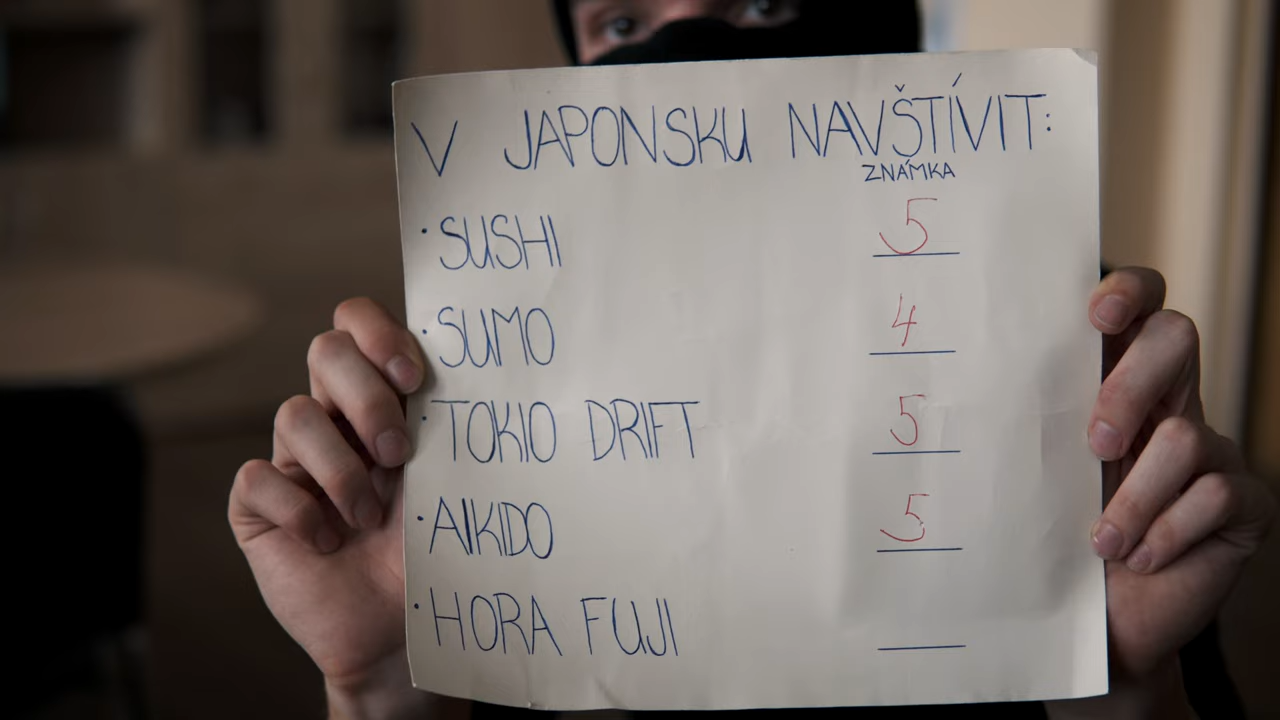 V JAPONSKU NAVŠTÍVIT:
ZNÁMKA
· SUSHI 5
· SUMO 4
· TOKIO DRIFT 5
· AIKIDO 5
· HORA FUJI